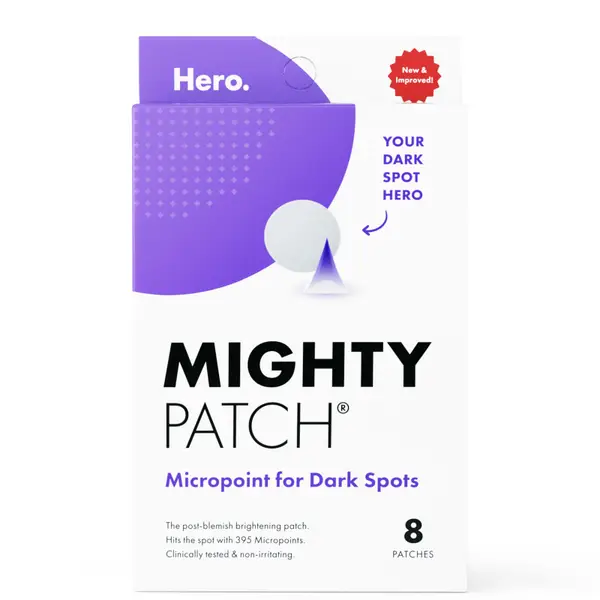 Hero.
New &
Improved!
YOUR
DARK
SPOT
HERO
MIGHTY
PATCH®
Micropoint for Dark Spots
The post-blemish brightening patch.
Hits the spot with 395 Micropoints.
Clinically tested & non-irritating.
8
PATCHES